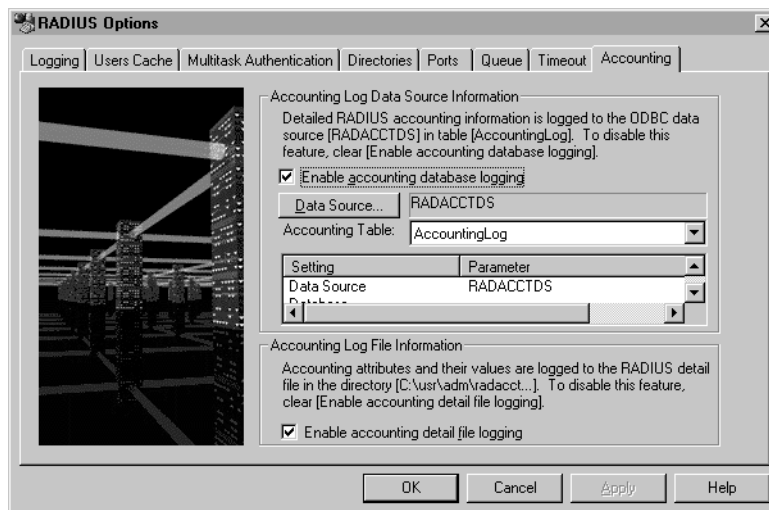 RADIUS Options
Logging Users Cache Multitask Authentication Directories Ports Queue Timeout Accounting
Accounting Log Data Source Information
Detailed RADIUS accounting information is logged to the ODBC data
source [RADACCTDS] in table [AccountingLog]. To disable this
feature, clear [Enable accounting database logging].
Enable accounting database logging
Data Source... RADACCTDS
Accounting Table: AccountingLog
Setting Parameter
Data Source RADACCTDS
Accounting Log File Information
Accounting attributes and their values are logged to the RADIUS detail
file in the directory [C:\usr\adm\radacct...]. To disable this feature,
clear [Enable accounting detail file logging].
Enable accounting detail file logging
OK Cancel Apply Help